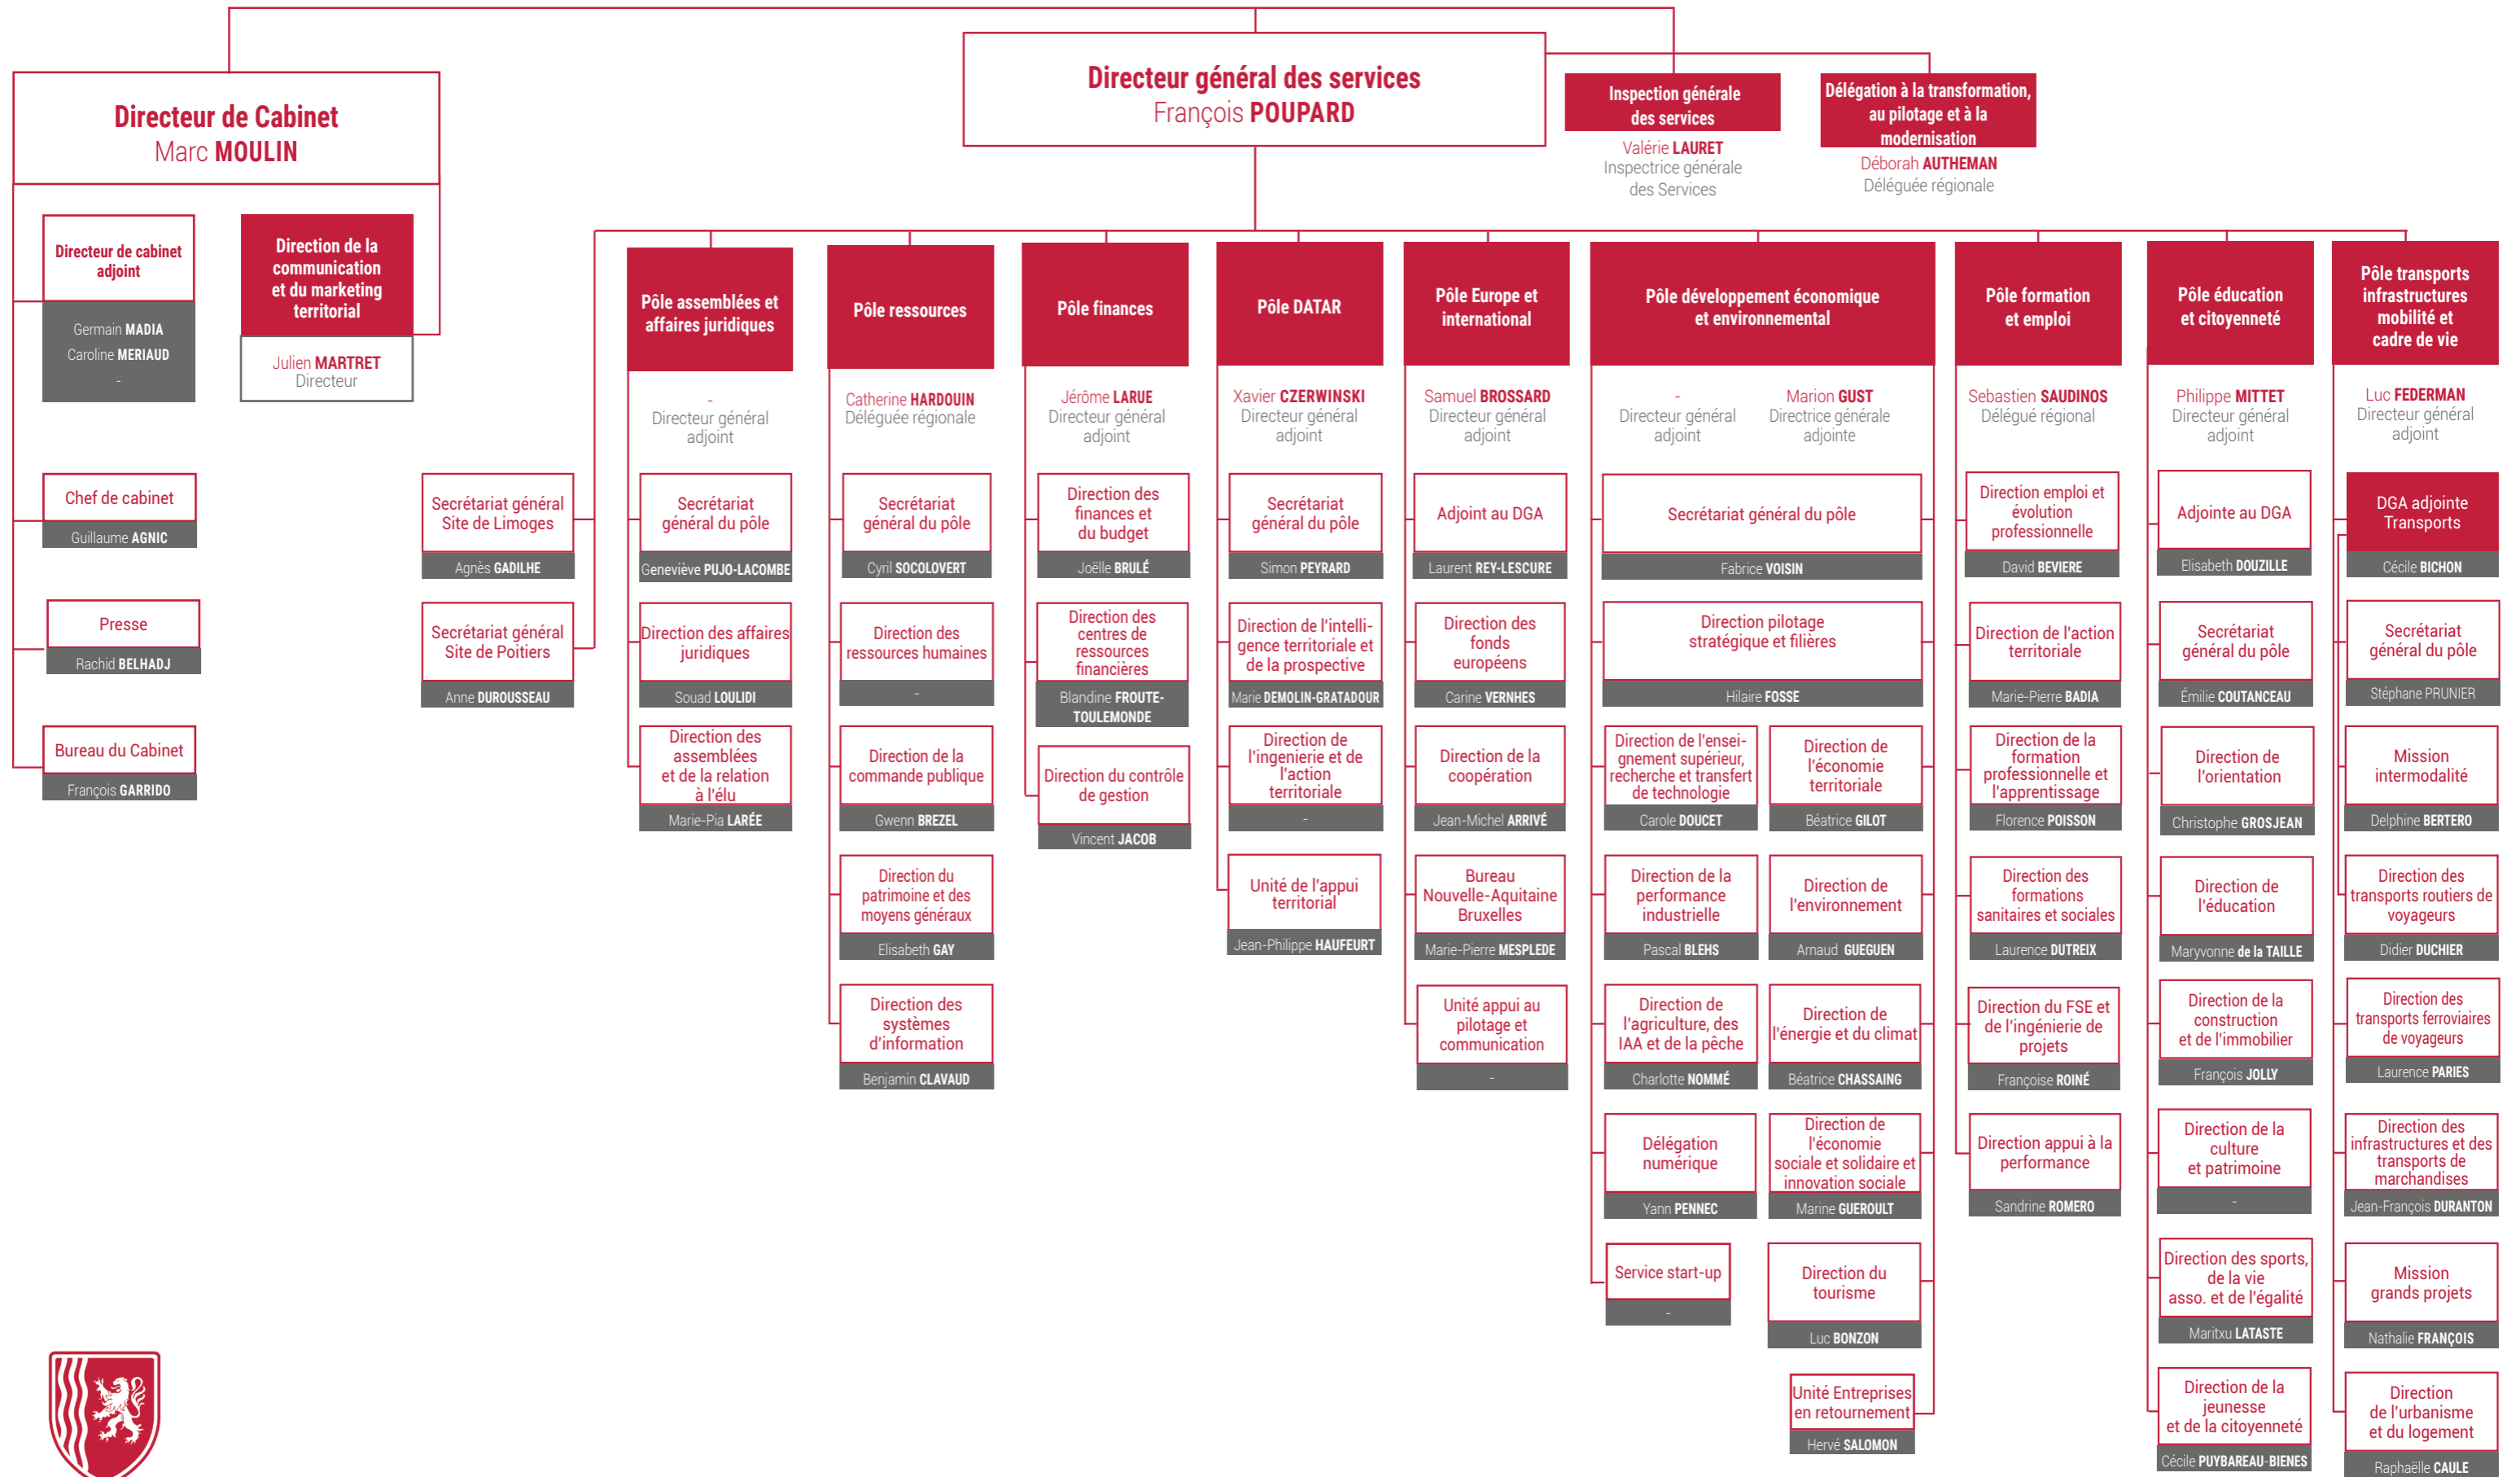 Directeur de Cabinet
Marc MOULIN
Directeur général des services
François POUPARD
Inspection générale
des services
Valérie LAURET
Inspectrice générale
des Services
Délégation à la transformation,
au pilotage et à la
modernisation
Déborah AUTHEMAN
Déléguée régionale
Directeur de cabinet
adjoint
Germain MADIA
Caroline MERIAUD
-
Direction de la
communication
et du marketing
territorial
Julien MARTRET
Directeur
Chef de cabinet
Guillaume AGNIC
Presse
Rachid BELHADJ
Bureau du Cabinet
François GARRIDO
Secrétariat général
Site de Limoges
Agnès GADILHE
Secrétariat général
Site de Poitiers
Anne DUROUSSEAU
Pôle assemblées et
affaires juridiques
-
Directeur général
adjoint
Secrétariat
général du pôle
Geneviève PUJO-LACOMBE
Direction des affaires
juridiques
Souad LOULIDI
Direction des
assemblées
et de la relation
à l'élu
Marie-Pia LARÉE
Pôle ressources
Catherine HARDOUIN
Déléguée régionale
Secrétariat
général du pôle
Cyril SOCOLOVERT
Direction des
ressources humaines
-
Direction de la
commande publique
Gwenn BREZEL
Direction du
patrimoine et des
moyens généraux
Elisabeth GAY
Direction des
systèmes
d'information
Benjamin CLAVAUD
Pôle finances
Jérôme LARUE
Directeur général
adjoint
Direction des
finances et
du budget
Joëlle BRULÉ
Direction des
centres de
ressources
financières
Blandine FROUTE-
TOULEMONDE
Direction du contrôle
de gestion
Vincent JACOB
Pôle DATAR
Xavier CZERWINSKI
Directeur général
adjoint
Secrétariat
général du pôle
Simon PEYRARD
Direction de l'intelli-
gence territoriale et
de la prospective
Marie DEMOLIN-GRATADOUR
Direction de
l'ingenierie et de
l'action
territoriale
-
Unité de l'appui
territorial
Jean-Philippe HAUFEURT
Pôle Europe et
international
Samuel BROSSARD
Directeur général
adjoint
Adjoint au DGA
Laurent REY-LESCURE
Direction des
fonds
européens
Carine VERNHES
Direction de la
coopération
Jean-Michel ARRIVÉ
Bureau
Nouvelle-Aquitaine
Bruxelles
Marie-Pierre MESPLEDE
Unité appui au
pilotage et
communication
-
Pôle développement économique
et environnemental
-
Directeur général
adjoint
Marion GUST
Directrice générale
adjointe
Secrétariat général du pôle
Fabrice VOISIN
Direction pilotage
stratégique et filières
Hilaire FOSSE
Direction de l'ensei-
gnement supérieur,
recherche et transfert
de technologie
Carole DOUCET
Direction de
l'économie
territoriale
Béatrice GILOT
Direction de la
performance
industrielle
Pascal BLEHS
Direction de
l'environnement
Arnaud GUEGUEN
Direction de
l'agriculture, des
IAA et de la pêche
Charlotte NOMMÉ
Direction de
l'énergie et du climat
Béatrice CHASSAING
Délégation
numérique
Yann PENNEC
Direction de
l'économie
sociale et solidaire et
innovation sociale
Marine GUEROULT
Service start-up
-
Direction du
tourisme
Luc BONZON
Unité Entreprises
en retournement
Hervé SALOMON
Pôle formation
et emploi
Sebastien SAUDINOS
Délégué régional
Direction emploi et
évolution
professionnelle
David BEVIERE
Direction de l'action
territoriale
Marie-Pierre BADIA
Direction de la
formation
professionnelle et
l'apprentissage
Florence POISSON
Direction des
formations
sanitaires et sociales
Laurence DUTREIX
Direction du FSE et
de l'ingénierie de
projets
Françoise ROINÉ
Direction appui à la
performance
Sandrine ROMERO
Pôle éducation
et citoyenneté
Philippe MITTET
Directeur général
adjoint
Adjointe au DGA
Elisabeth DOUZILLE
Secrétariat
général du pôle
Émilie COUTANCEAU
Direction de
l'orientation
Christophe GROSJEAN
Direction de
l'éducation
Maryvonne de la TAILLE
Direction de la
construction
et de l'immobilier
François JOLLY
Direction de la
culture
et patrimoine
-
Direction des sports,
de la vie
asso. et de l'égalité
Maritxu LATASTE
Direction de la
jeunesse
et de la citoyenneté
Cécile PUYBAREAU-BIENES
Pôle transports
infrastructures
mobilité et
cadre de vie
Luc FEDERMAN
Directeur général
adjoint
DGA adjointe
Transports
Cécile BICHON
Secrétariat
général du pôle
Stéphane PRUNIER
Mission
intermodalité
Delphine BERTERO
Direction des
transports routiers de
voyageurs
Didier DUCHIER
Direction des
transports ferroviaires
de voyageurs
Laurence PARIES
Direction des
infrastructures et des
transports de
marchandises
Jean-François DURANTON
Mission
grands projets
Nathalie FRANÇOIS
Direction
de l'urbanisme
et du logement
Raphaëlle CAULE